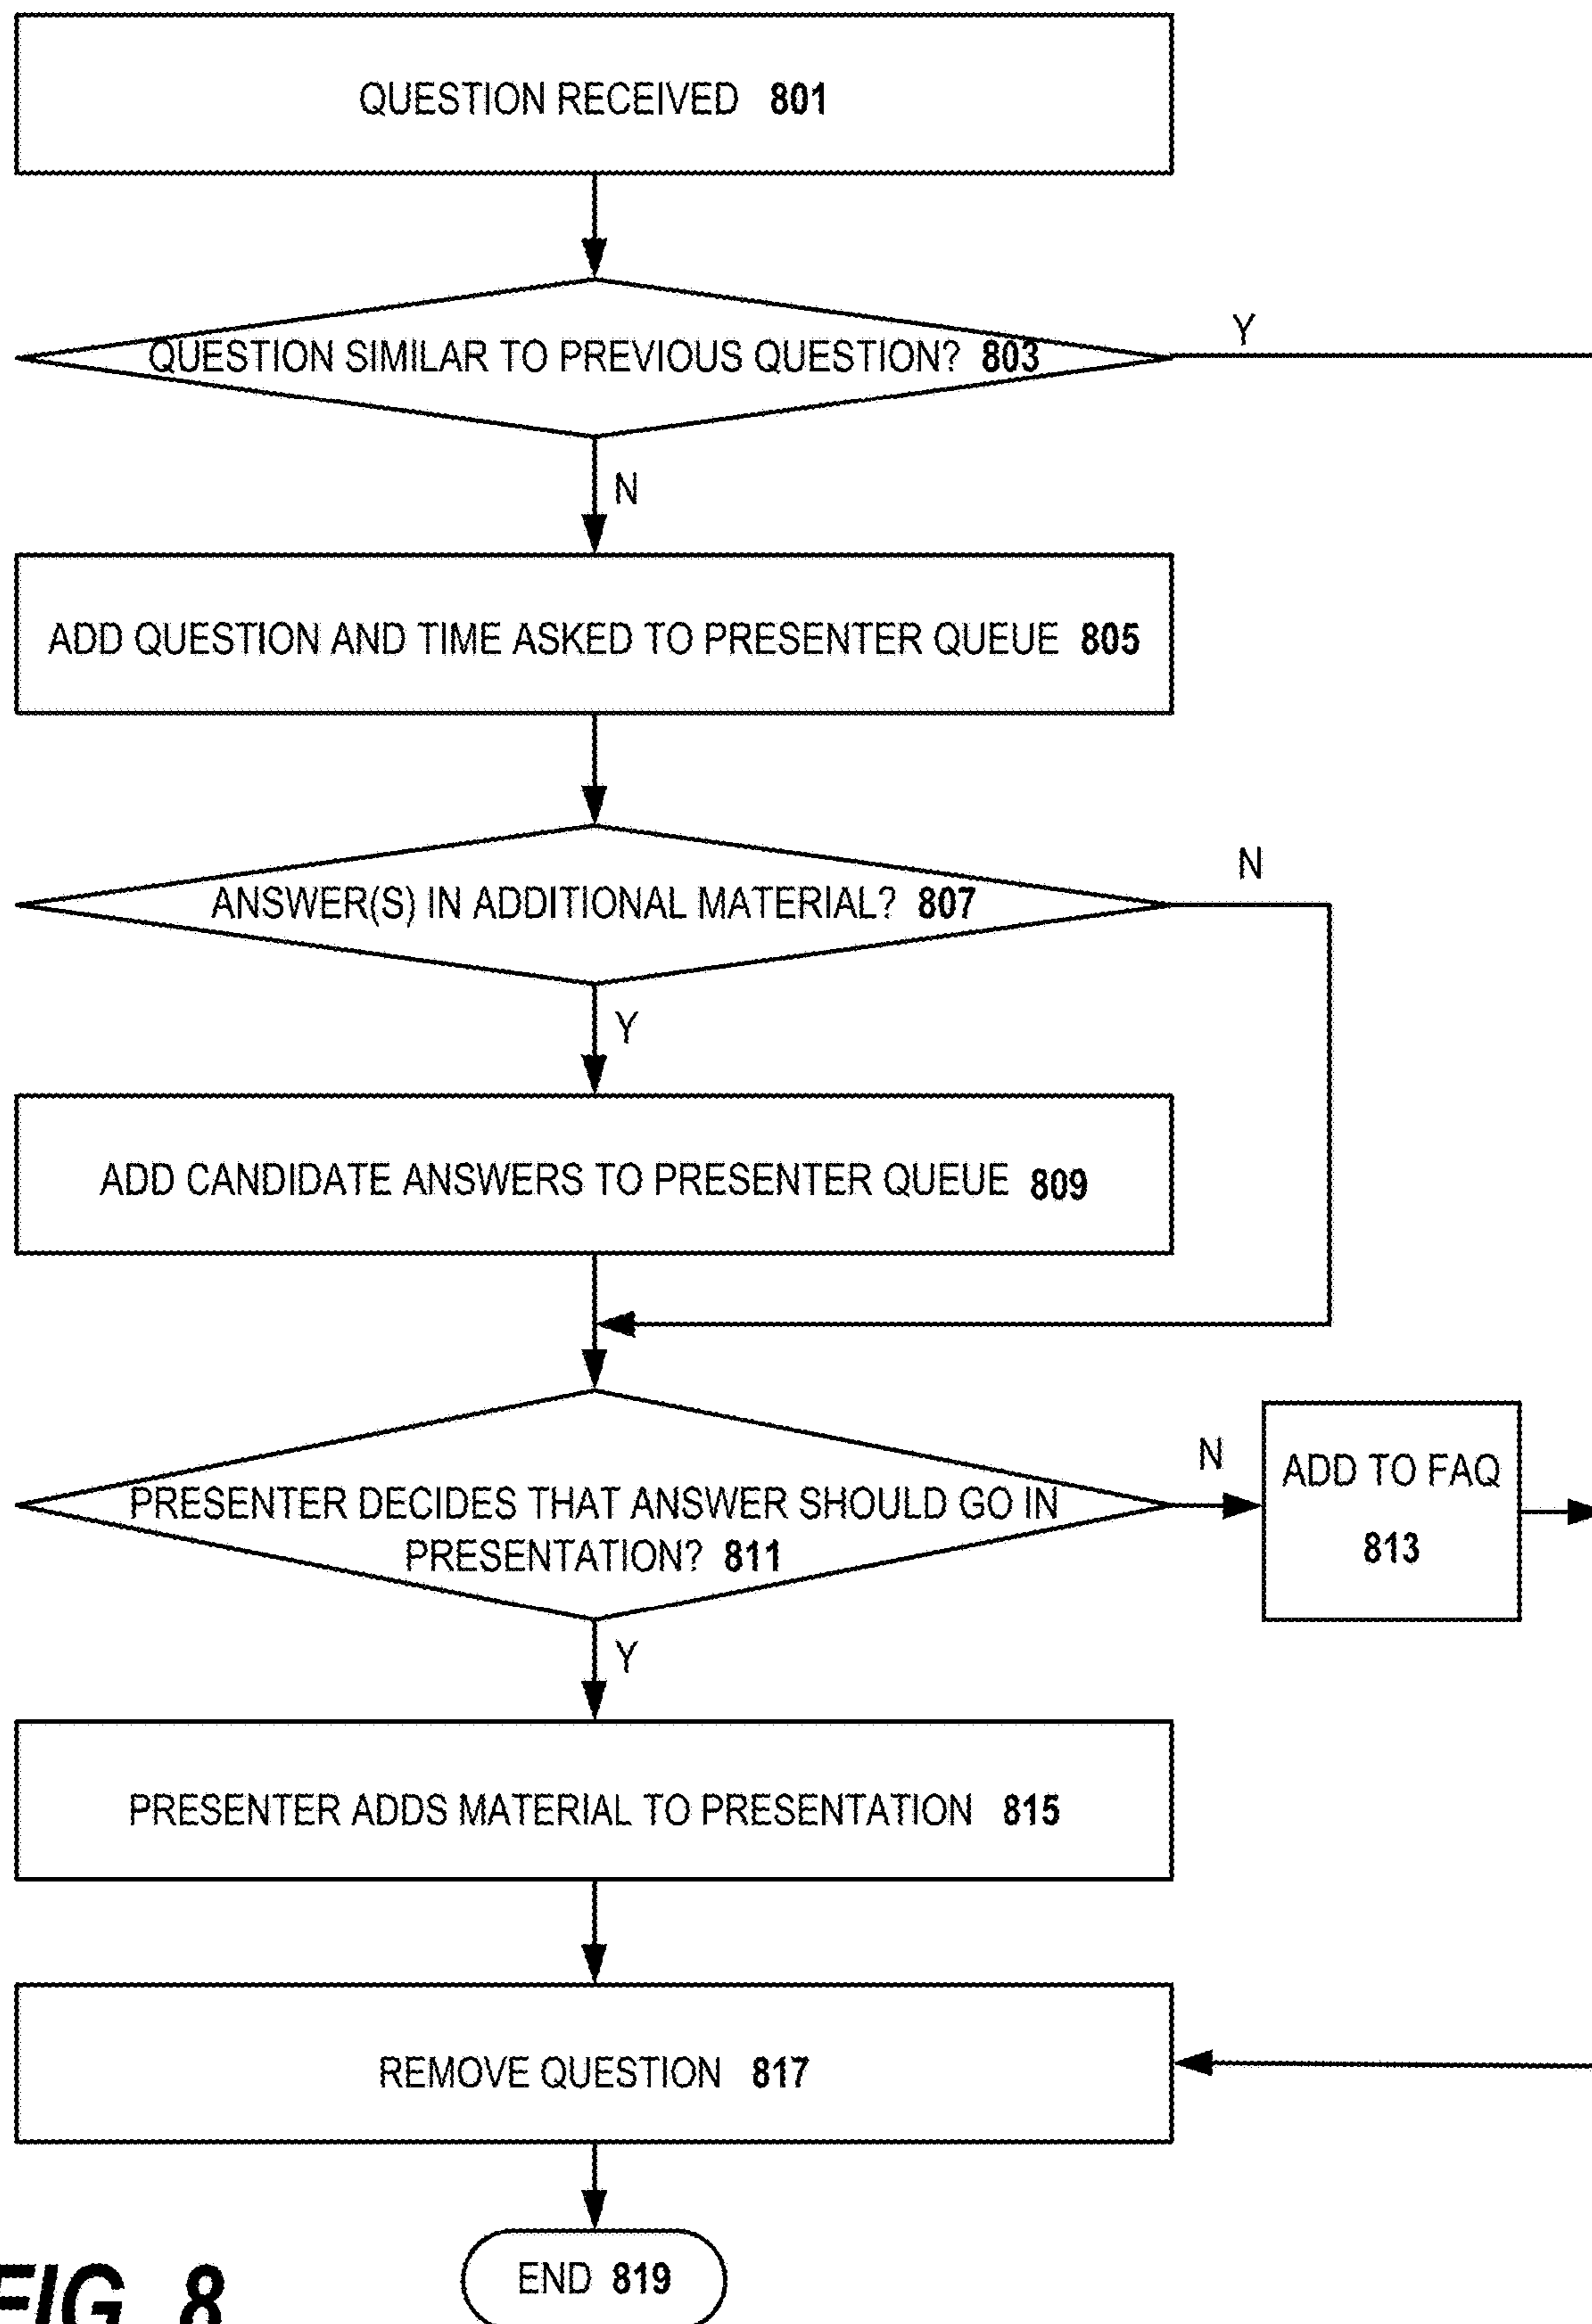 QUESTION RECEIVED 801
QUESTION SIMILAR TO PREVIOUS QUESTION? 803
Y
N
ADD QUESTION AND TIME ASKED TO PRESENTER QUEUE 805
ANSWER(S) IN ADDITIONAL MATERIAL? 807
N
Y
ADD CANDIDATE ANSWERS TO PRESENTER QUEUE 809
PRESENTER DECIDES THAT ANSWER SHOULD GO IN
PRESENTATION? 811
N
ADD TO FAQ
813
Y
PRESENTER ADDS MATERIAL TO PRESENTATION 815
REMOVE QUESTION 817
END 819
FIG. 8